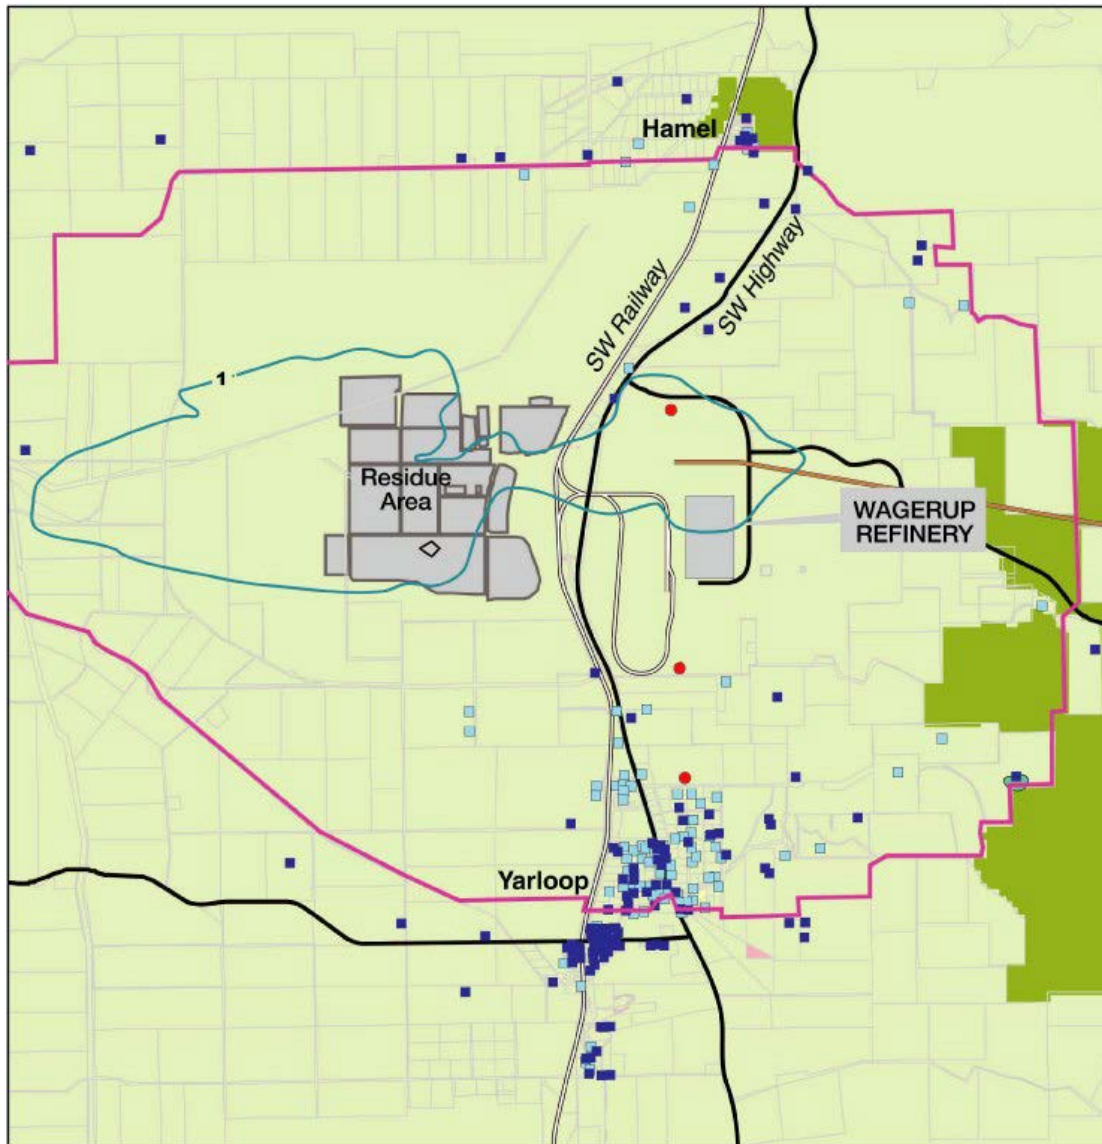 Hamel
SW Railway
SW Highway
1
Residue
Area
WAGERUP
REFINERY
Yarloop